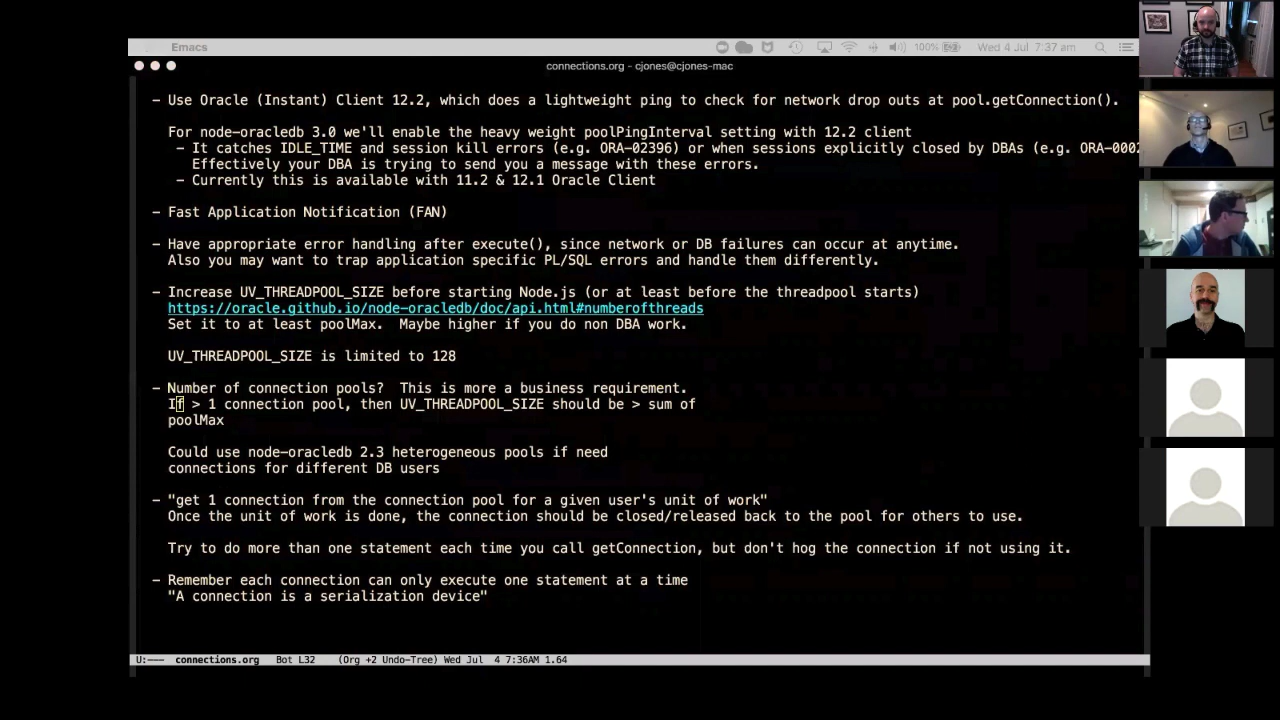 Emacs
100%
Wed 4 Jul 7:37 am
connections.org - cjones@cjones-mac
- Use Oracle (Instant) Client 12.2, which does a lightweight ping to check for network drop outs at pool.getConnection().
For node-oracledb 3.0 we'll enable the heavy weight poolPingInterval setting with 12.2 client
- It catches IDLE_TIME and session kill errors (e.g. ORA-02396) or when sessions explicitly closed by DBAs (e.g. ORA-0002
Effectively your DBA is trying to send you a message with these errors.
- Currently this is available with 11.2 & 12.1 Oracle Client
- Fast Application Notification (FAN)
- Have appropriate error handling after execute(), since network or DB failures can occur at anytime.
Also you may want to trap application specific PL/SQL errors and handle them differently.
- Increase UV_THREADPOOL_SIZE before starting Node.js (or at least before the threadpool starts)
https://oracle.github.io/node-oracledb/doc/api.html#numberofthreads
Set it to at least poolMax.  Maybe higher if you do non DBA work.
UV_THREADPOOL_SIZE is limited to 128
- Number of connection pools?  This is more a business requirement.
If > 1 connection pool, then UV_THREADPOOL_SIZE should be > sum of
poolMax
Could use node-oracledb 2.3 heterogeneous pools if need
connections for different DB users
- "get 1 connection from the connection pool for a given user's unit of work"
Once the unit of work is done, the connection should be closed/released back to the pool for others to use.
Try to do more than one statement each time you call getConnection, but don't hog the connection if not using it.
- Remember each connection can only execute one statement at a time
"A connection is a serialization device"
U:--- connections.org Bot L32 (Org +2 Undo-Tree) Wed Jul 4 7:36AM 1.64